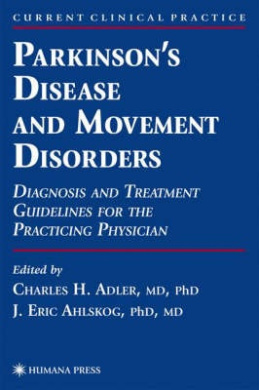 CURRENT CLINICAL PRACTICE
PARKINSON'S
DISEASE
AND MOVEMENT
DISORDERS
DIAGNOSIS AND TREATMENT
GUIDELINES FOR THE
PRACTICING PHYSICIAN
Edited by
CHARLES H. ADLER, MD, PhD
J. ERIC AHLSKOG, PhD, MD
HUMANA PRESS